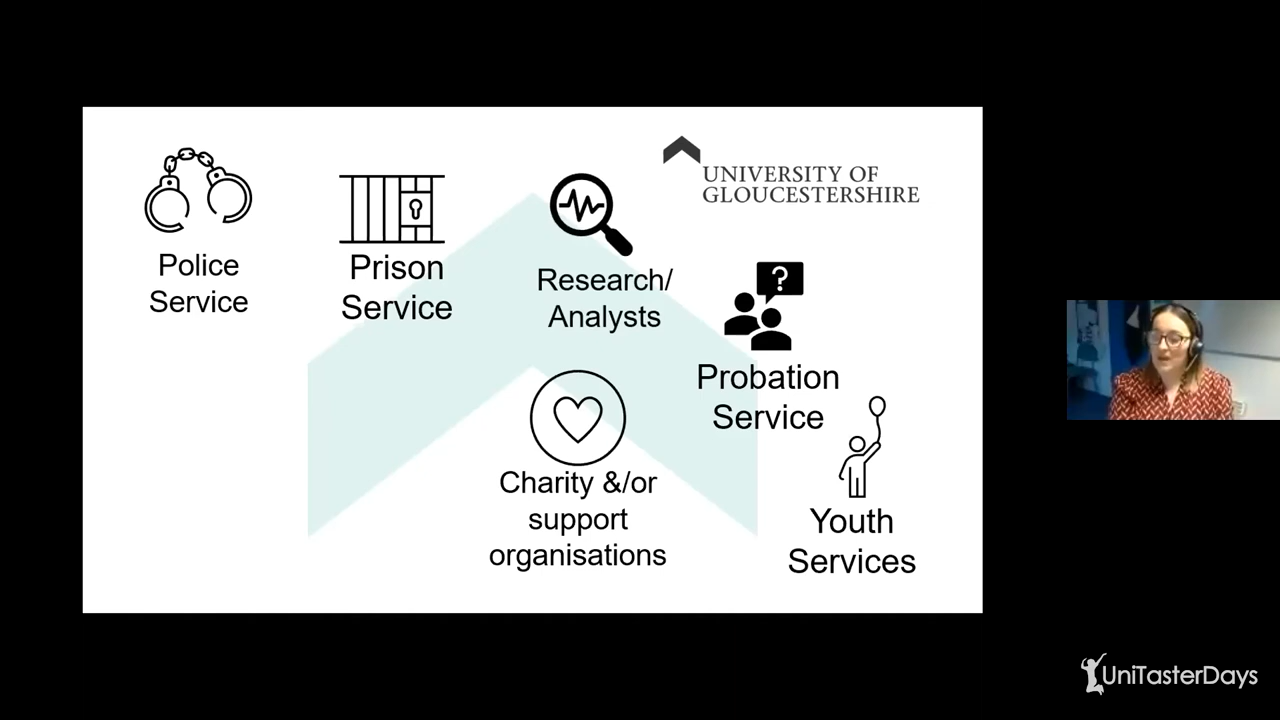 UNIVERSITY OF
GLOUCESTERSHIRE
Police
Service
Prison
Service
Research/
Analysts
?
Probation
Service
Charity &/or
support
organisations
Youth
Services
UniTasterDays